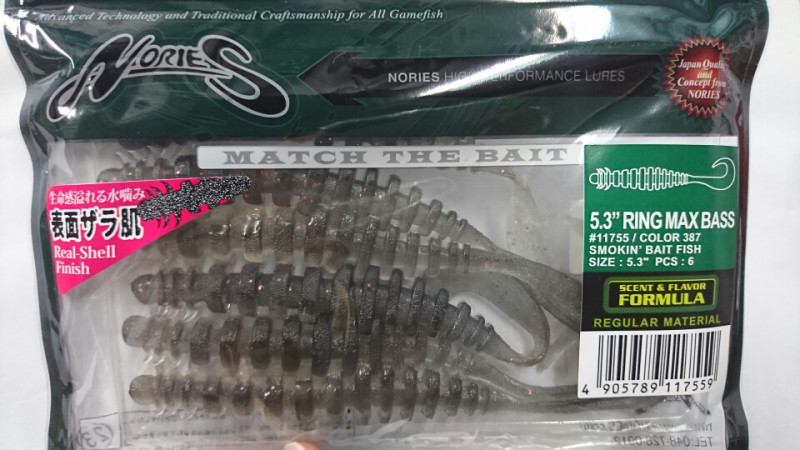 Advanced Technology and Traditional Craftsmanship for All Gamefish
NORIES
NORIES HIGH PERFORMANCE LURES
Japan Quality
and
Concept from
NORIES
MATCH THE BAIT
生命感溢れる水噛み
表面ザラ肌
Real-Shell
Finish
5.3" RING MAX BASS
#11755 / COLOR 387
SMOKIN' BAIT FISH
SIZE : 5.3" PCS : 6
SCENT & FLAVOR
FORMULA
REGULAR MATERIAL
4 905789 117559